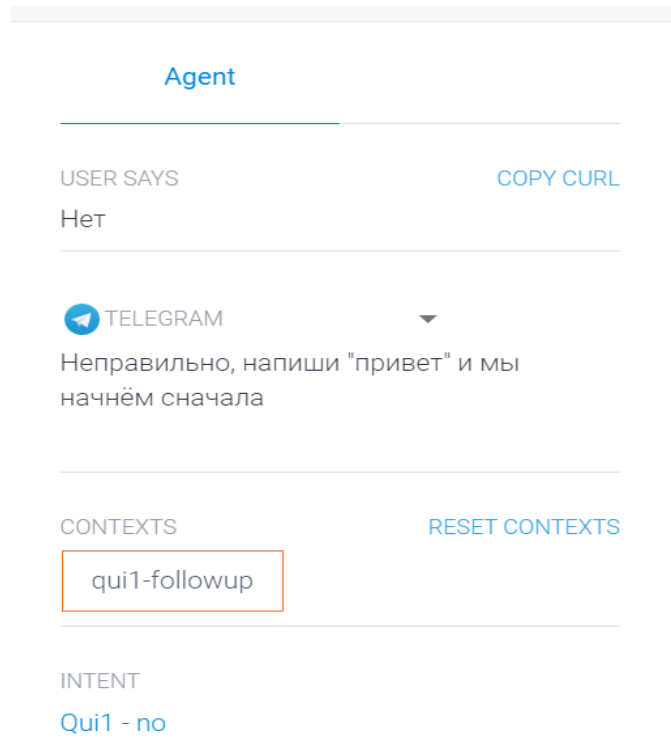 Agent
USER SAYS COPY CURL
Нет
TELEGRAM
Неправильно, напиши "привет" и мы
начнём сначала
CONTEXTS RESET CONTEXTS
qui1-followup
INTENT
Qui1 - no